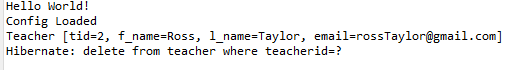 Hello World!
Config Loaded
Teacher [tid=2, f_name=Ross, l_name=Taylor, email=rossTaylor@gmail.com]
Hibernate: delete from teacher where teacherid=?